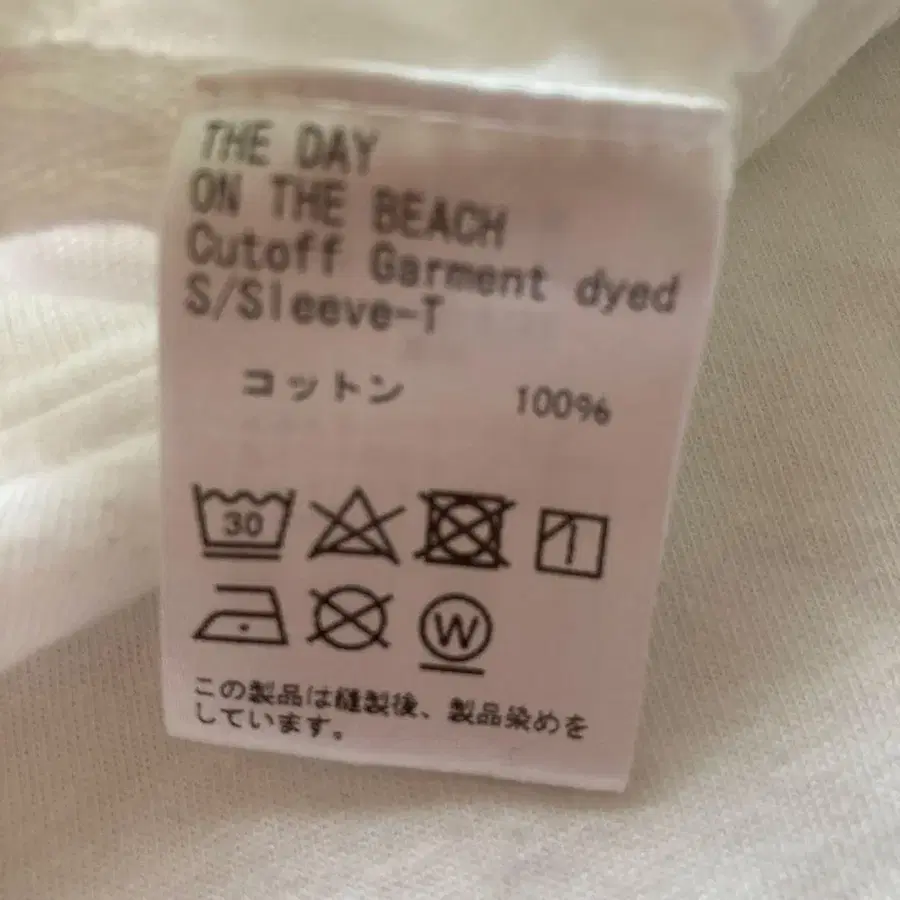 THE DAY
ON THE BEACH
Cutoff Garment dyed
S/Sleeve-T
コットン 100%
30
W
この製品は縫製後、製品染めを
しています。